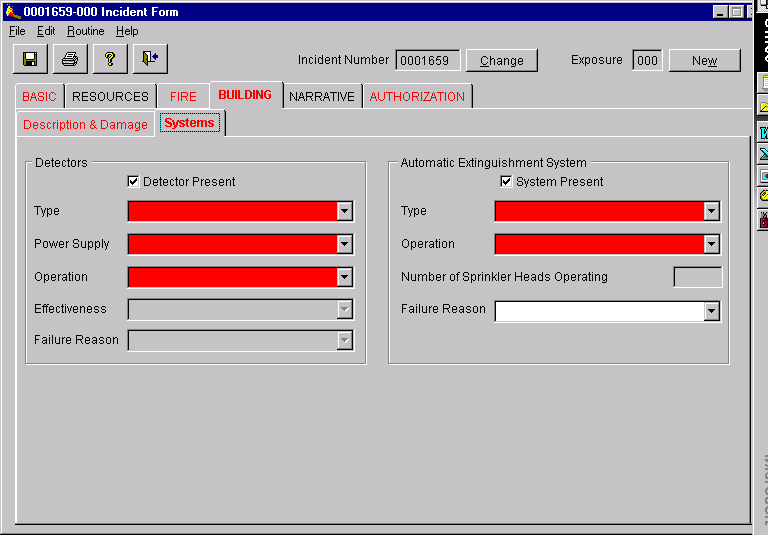 0001659-000 Incident Form
File Edit Routine Help
Incident Number 0001659 Change Exposure 000 New
BASIC RESOURCES FIRE BUILDING NARRATIVE AUTHORIZATION
Description & Damage Systems
Detectors
Detector Present
Type
Power Supply
Operation
Effectiveness
Failure Reason
Automatic Extinguishment System
System Present
Type
Operation
Number of Sprinkler Heads Operating
Failure Reason